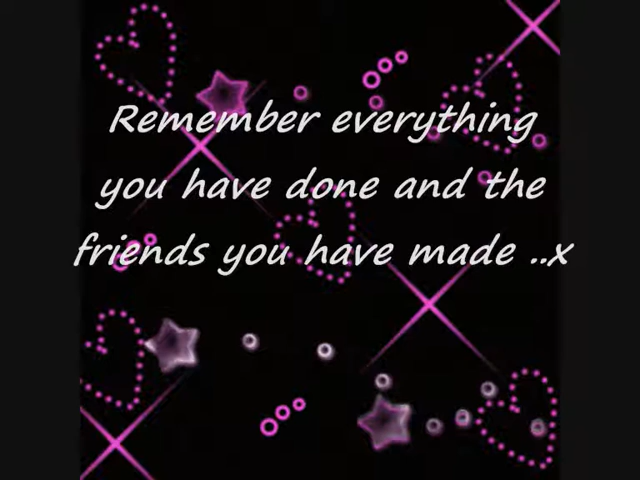 Remember everything
you have done and the
friends you have made ..x